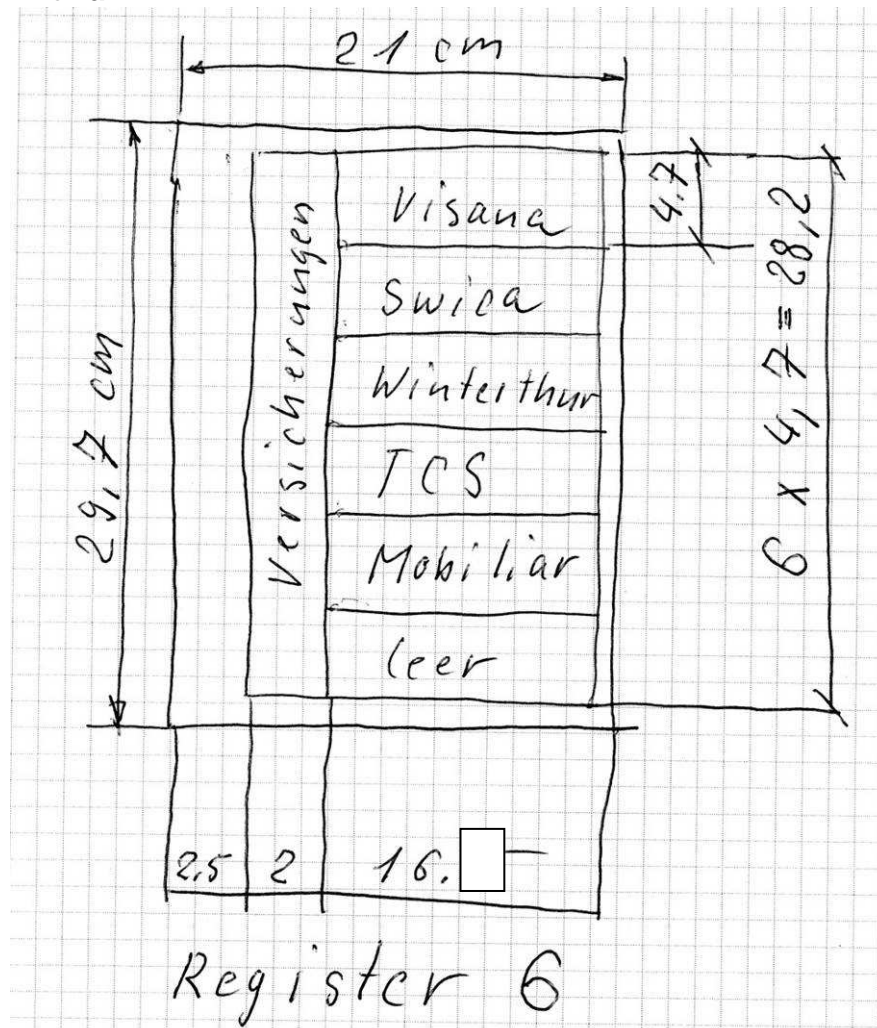 21 cm
29,7 cm
Versicherungen
Visana
Swica
Winterthur
TCS
Mobiliar
leer
4.7
6 x 4,7 = 28,2
2,5
2
16. –
Register 6